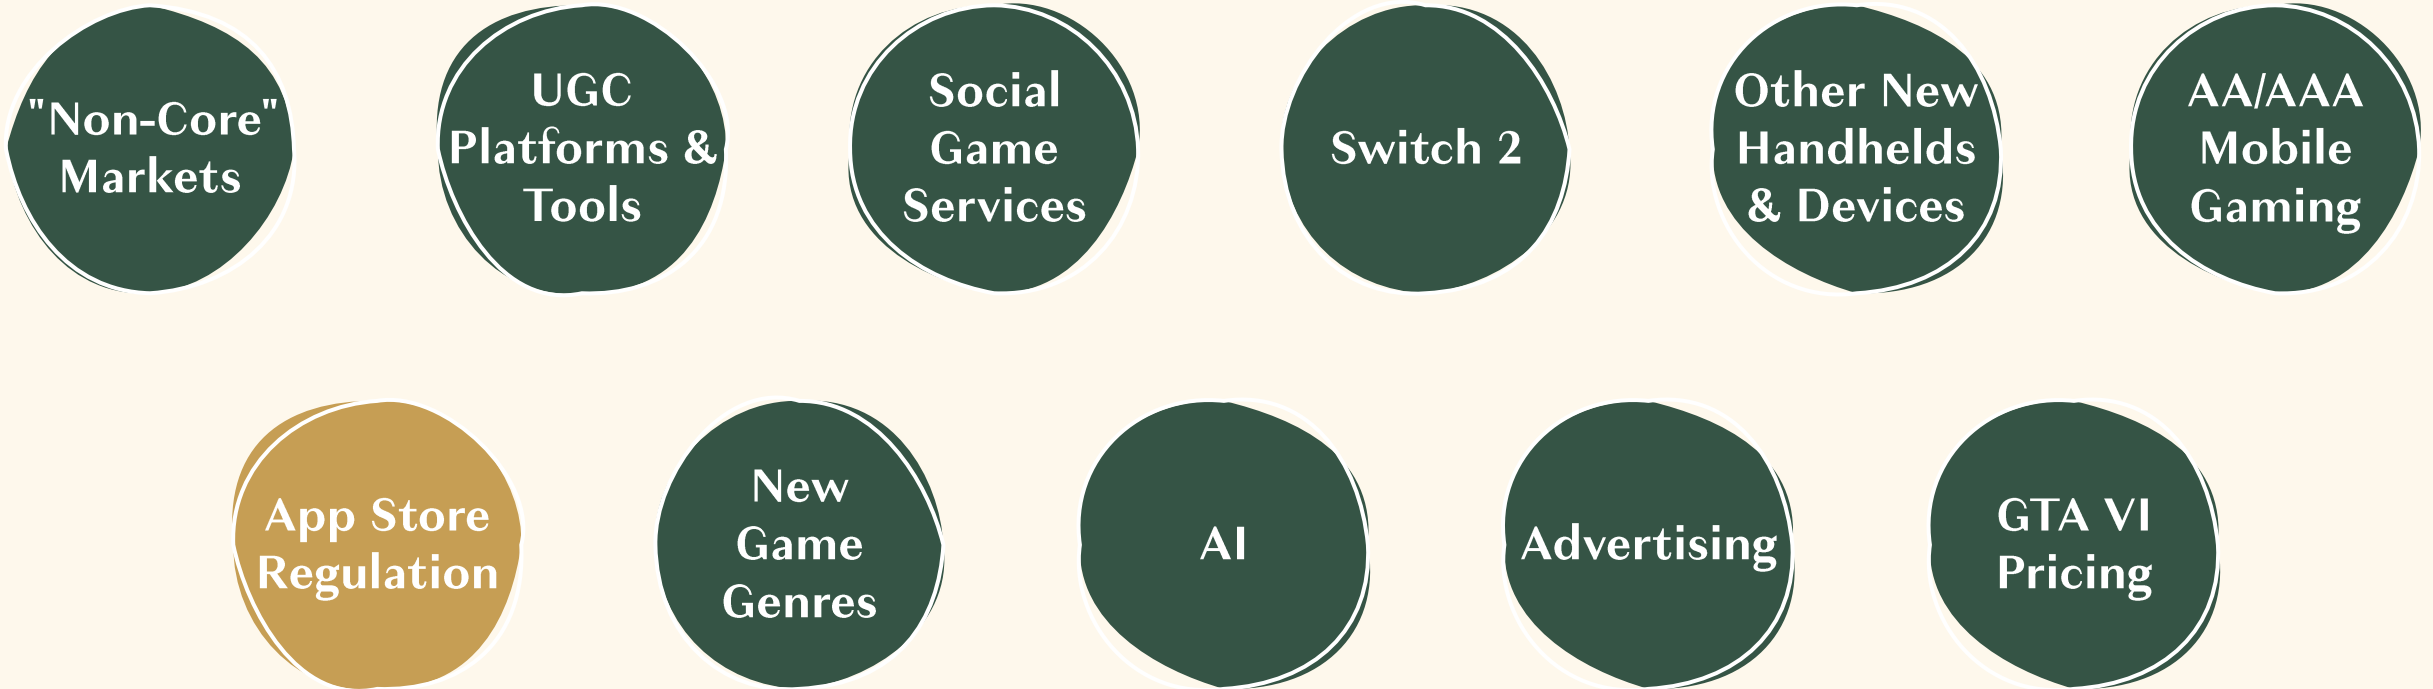 "Non-Core"
Markets
UGC
Platforms &
Tools
Social
Game
Services
Switch 2
Other New
Handhelds
& Devices
AA/AAA
Mobile
Gaming
App Store
Regulation
New
Game
Genres
AI
Advertising
GTA VI
Pricing